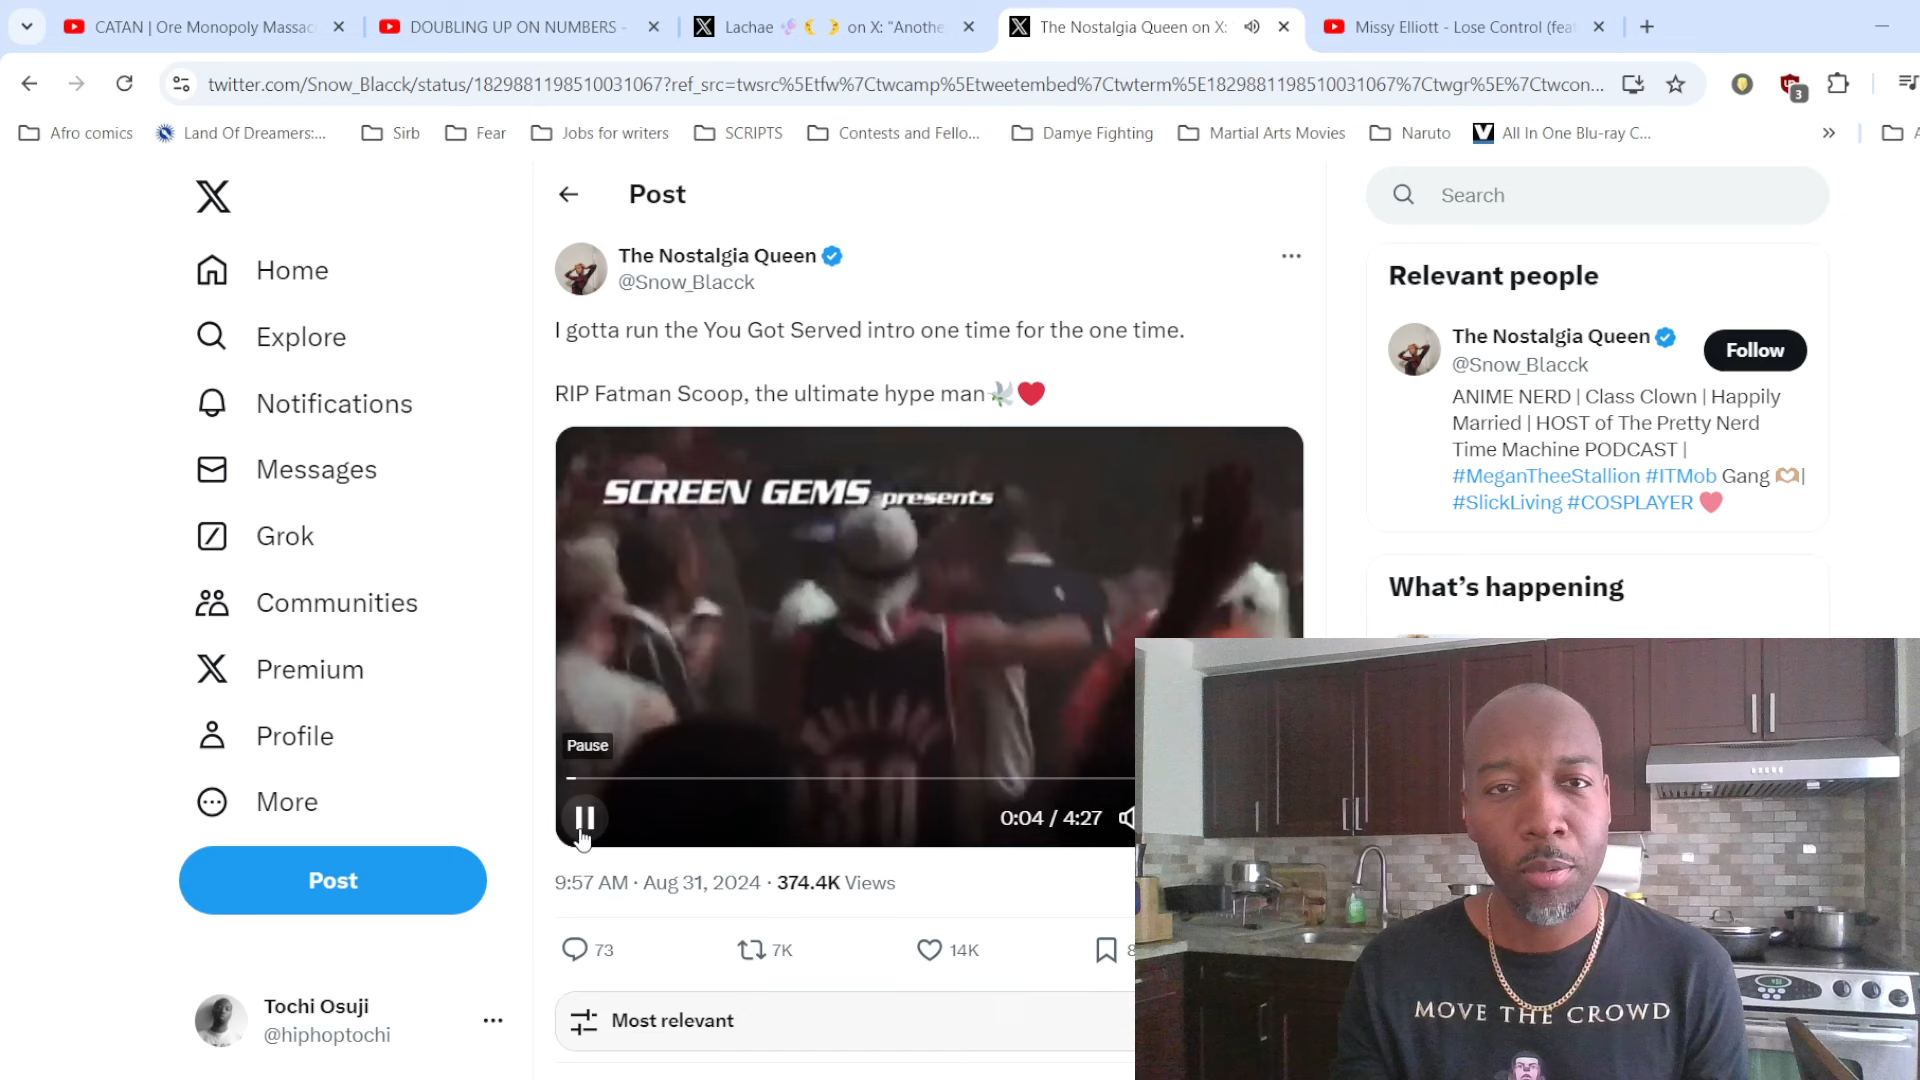 CATAN | Ore Monopoly Massac
DOUBLING UP ON NUMBERS -
Lachae on X: "Anothe
The Nostalgia Queen on X:
Missy Elliott - Lose Control (feat
twitter.com/Snow_Blacck/status/1829881198510031067?ref_src=twsrc%5Etfw%7Ctwcamp%5Etweetembed%7Ctwterm%5E1829881198510031067%7Ctwgr%5E%7Ctwcon...
3
Afro comics
Land Of Dreamers:...
Sirb
Fear
Jobs for writers
SCRIPTS
Contests and Fello...
Damye Fighting
Martial Arts Movies
Naruto
All In One Blu-ray C...
Home
Explore
Notifications
Messages
Grok
Communities
Premium
Profile
More
Post
Tochi Osuji
@hiphoptochi
Post
The Nostalgia Queen
@Snow_Blacck
I gotta run the You Got Served intro one time for the one time.
RIP Fatman Scoop, the ultimate hype man🕊️❤️
SCREEN GEMS presents
Pause
0:04 / 4:27
9:57 AM · Aug 31, 2024 · 374.4K Views
73
7K
14K
8
Most relevant
Search
Relevant people
The Nostalgia Queen
@Snow_Blacck
Follow
ANIME NERD | Class Clown | Happily
Married | HOST of The Pretty Nerd
Time Machine PODCAST |
#MeganTheeStallion #ITMob Gang 🫶🏽|
#SlickLiving #COSPLAYER ❤️
What's happening
MOVE THE CROWD